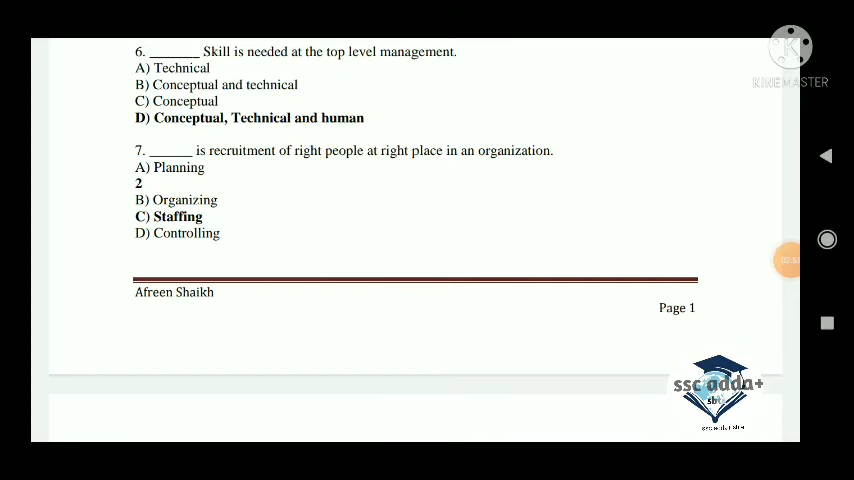 6. _______ Skill is needed at the top level management.
A) Technical
B) Conceptual and technical
C) Conceptual
D) Conceptual, Technical and human
7. ______ is recruitment of right people at right place in an organization.
A) Planning
2
B) Organizing
C) Staffing
D) Controlling
Afreen Shaikh
Page 1
K
KINEMASTER
ssc adda+